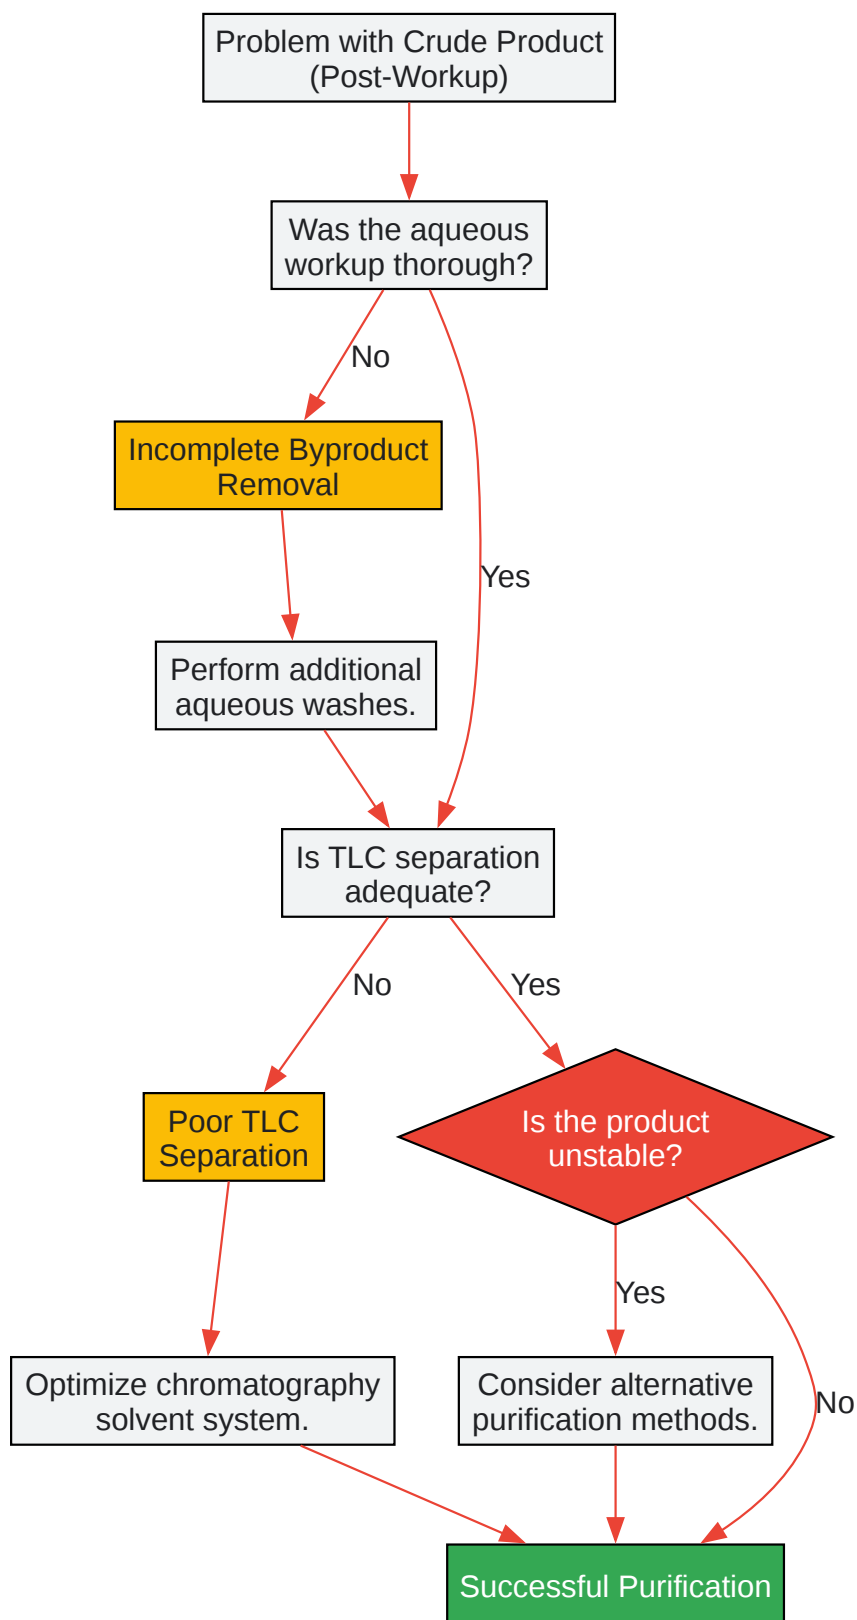 Problem with Crude Product
(Post-Workup)
Was the aqueous
workup thorough?
No
Incomplete Byproduct
Removal
Yes
Perform additional
aqueous washes.
Is TLC separation
adequate?
No
Yes
Poor TLC
Separation
Is the product
unstable?
Yes
Optimize chromatography
solvent system.
Consider alternative
purification methods.
No
Successful Purification